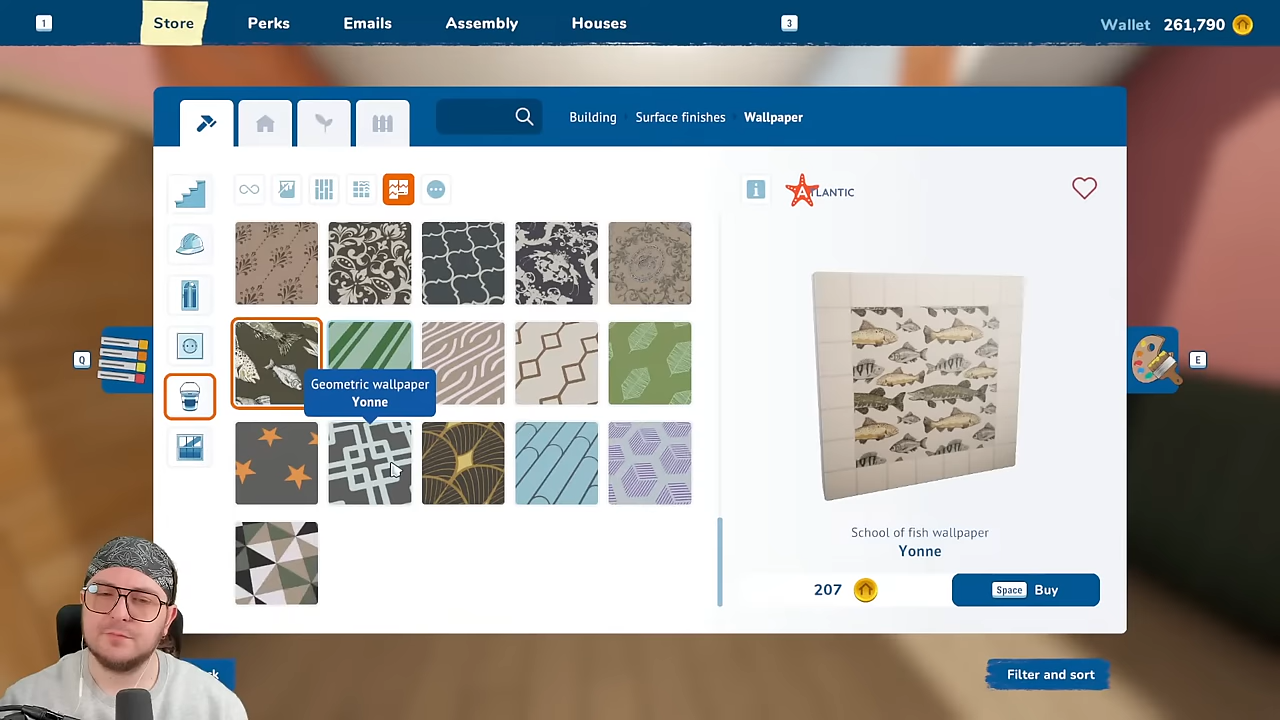 1
Store
Perks
Emails
Assembly
Houses
3
Wallet 261,790
Building
Surface finishes
Wallpaper
ATLANTIC
Geometric wallpaper
Yonne
Q
E
School of fish wallpaper
Yonne
207
Space Buy
Filter and sort